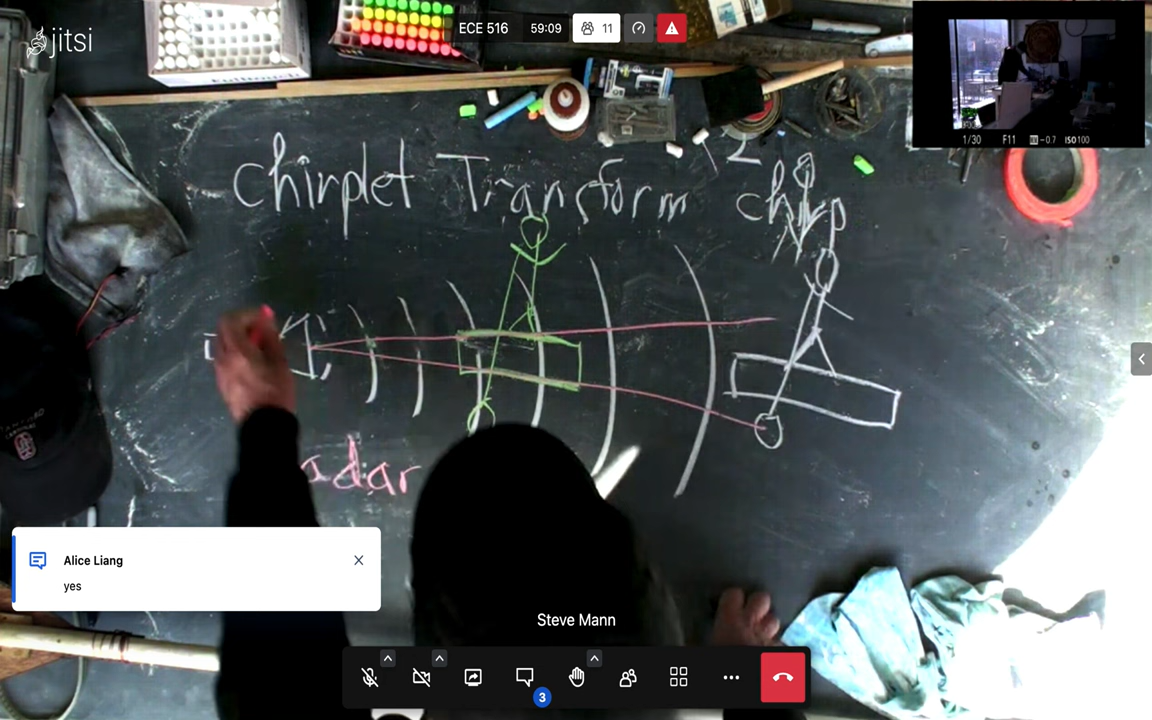 jitsi
ECE 516
59:09
11
1/30 F11 -0.7 ISO100
chirplet Transform
2
chirp
adar
Alice Liang
yes
Steve Mann
3